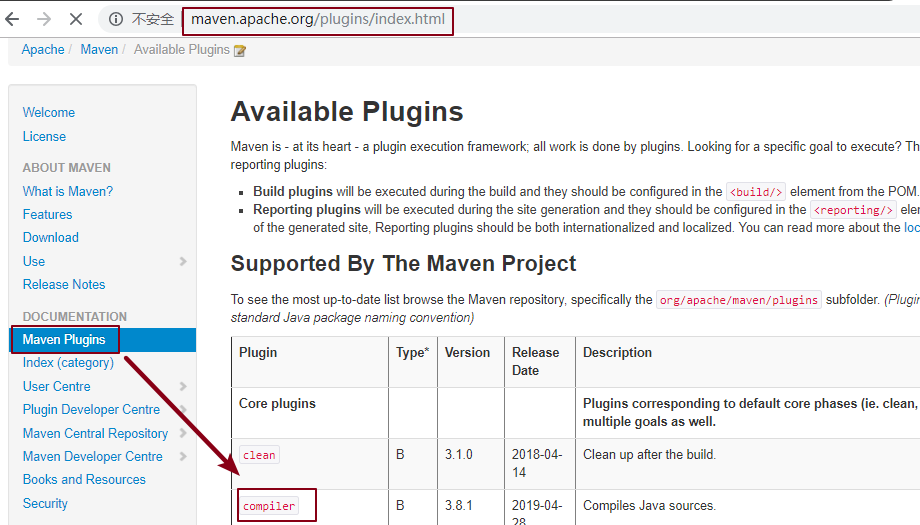 不安全 maven.apache.org/plugins/index.html
Apache / Maven / Available Plugins
Welcome
License
ABOUT MAVEN
What is Maven?
Features
Download
Use
Release Notes
DOCUMENTATION
Maven Plugins
Index (category)
User Centre
Plugin Developer Centre
Maven Central Repository
Maven Developer Centre
Books and Resources
Security
Available Plugins
Maven is - at its heart - a plugin execution framework; all work is done by plugins. Looking for a specific goal to execute? Th
reporting plugins:
Build plugins will be executed during the build and they should be configured in the <build/> element from the POM.
Reporting plugins will be executed during the site generation and they should be configured in the <reporting/> ele
of the generated site, Reporting plugins should be both internationalized and localized. You can read more about the loc
Supported By The Maven Project
To see the most up-to-date list browse the Maven repository, specifically the org/apache/maven/plugins subfolder. (Plugin
standard Java package naming convention)
Plugin Type* Version Release Date Description
Core plugins Plugins corresponding to default core phases (ie. clean,
multiple goals as well.
clean B 3.1.0 2018-04-14 Clean up after the build.
compiler B 3.8.1 2019-04-28 Compiles Java sources.